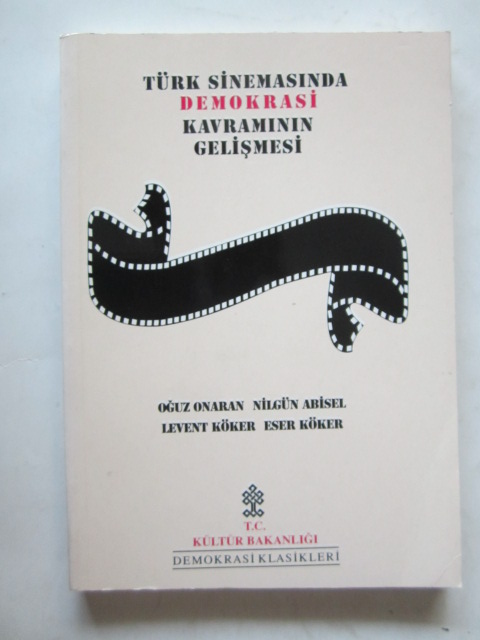 TÜRK SİNEMASINDA
DEMOKRASİ
KAVRAMININ
GELİŞMESİ
OĞUZ ONARAN NİLGÜN ABİSEL
LEVENT KÖKER ESER KÖKER
T.C.
KÜLTÜR BAKANLIĞI
DEMOKRASİ KLASİKLERİ